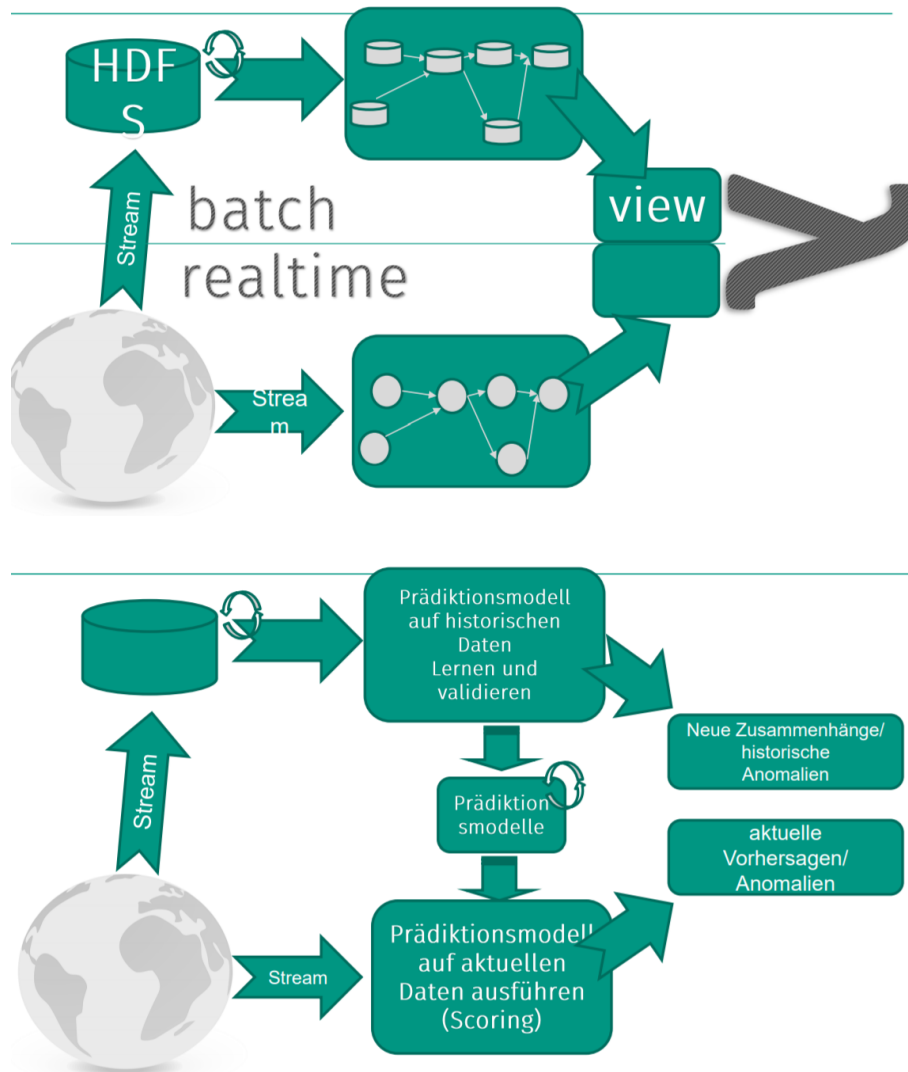 HDF
S
Stream
batch
realtime
view
λ
Strea
m
Prädiktionsmodell
auf historischen
Daten
Lernen und
validieren
Stream
Neue Zusammenhänge/
historische
Anomalien
Prädiktion
smodelle
aktuelle
Vorhersagen/
Anomalien
Prädiktionsmodell
auf aktuellen
Daten ausführen
(Scoring)
Stream